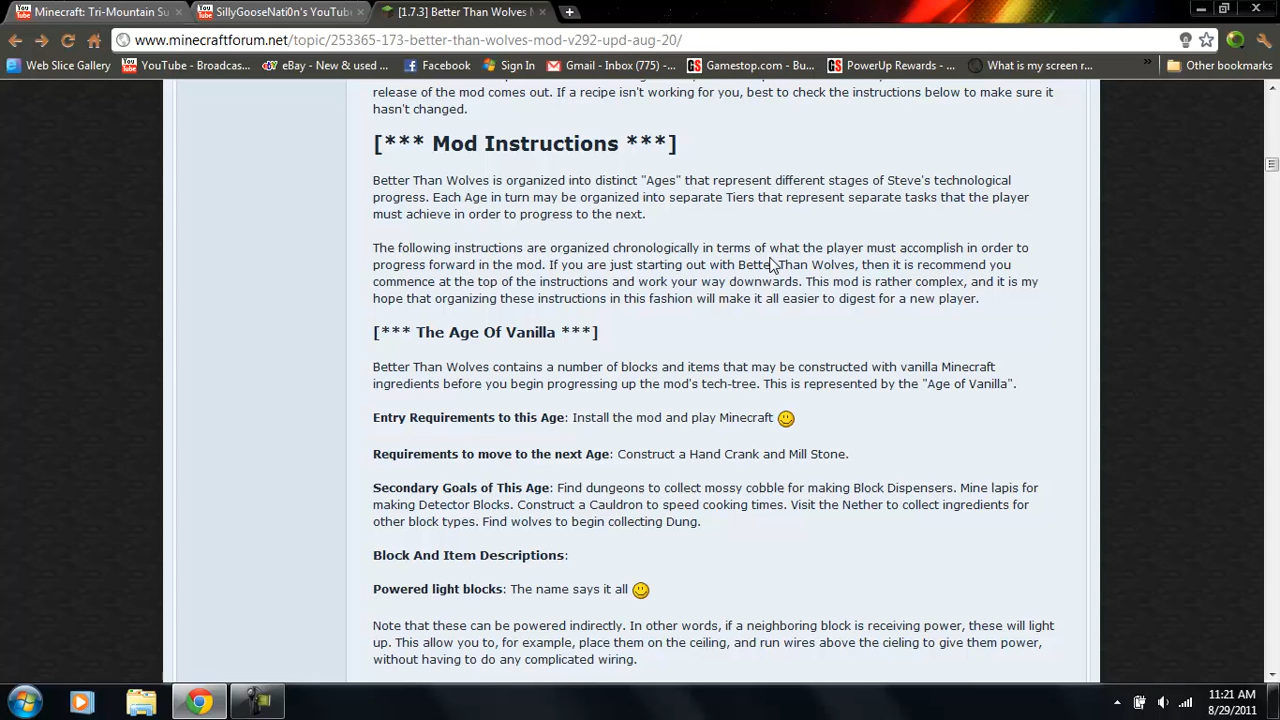 Minecraft: Tri-Mountain Su
SillyGooseNati0n's YouTube
[1.7.3] Better Than Wolves M
www.minecraftforum.net/topic/253365-173-better-than-wolves-mod-v292-upd-aug-20/
Web Slice Gallery YouTube - Broadcas... eBay - New & used ... Facebook Sign In Gmail - Inbox (775) -... Gamestop.com - Bu... PowerUp Rewards - ... What is my screen r... » Other bookmarks
release of the mod comes out. If a recipe isn't working for you, best to check the instructions below to make sure it
hasn't changed.
[*** Mod Instructions ***]
Better Than Wolves is organized into distinct "Ages" that represent different stages of Steve's technological
progress. Each Age in turn may be organized into separate Tiers that represent separate tasks that the player
must achieve in order to progress to the next.
The following instructions are organized chronologically in terms of what the player must accomplish in order to
progress forward in the mod. If you are just starting out with Better Than Wolves, then it is recommend you
commence at the top of the instructions and work your way downwards. This mod is rather complex, and it is my
hope that organizing these instructions in this fashion will make it all easier to digest for a new player.
[*** The Age Of Vanilla ***]
Better Than Wolves contains a number of blocks and items that may be constructed with vanilla Minecraft
ingredients before you begin progressing up the mod's tech-tree. This is represented by the "Age of Vanilla".
Entry Requirements to this Age: Install the mod and play Minecraft
Requirements to move to the next Age: Construct a Hand Crank and Mill Stone.
Secondary Goals of This Age: Find dungeons to collect mossy cobble for making Block Dispensers. Mine lapis for
making Detector Blocks. Construct a Cauldron to speed cooking times. Visit the Nether to collect ingredients for
other block types. Find wolves to begin collecting Dung.
Block And Item Descriptions:
Powered light blocks: The name says it all
Note that these can be powered indirectly. In other words, if a neighboring block is receiving power, these will light
up. This allow you to, for example, place them on the ceiling, and run wires above the cieling to give them power,
without having to do any complicated wiring.
11:21 AM
8/29/2011